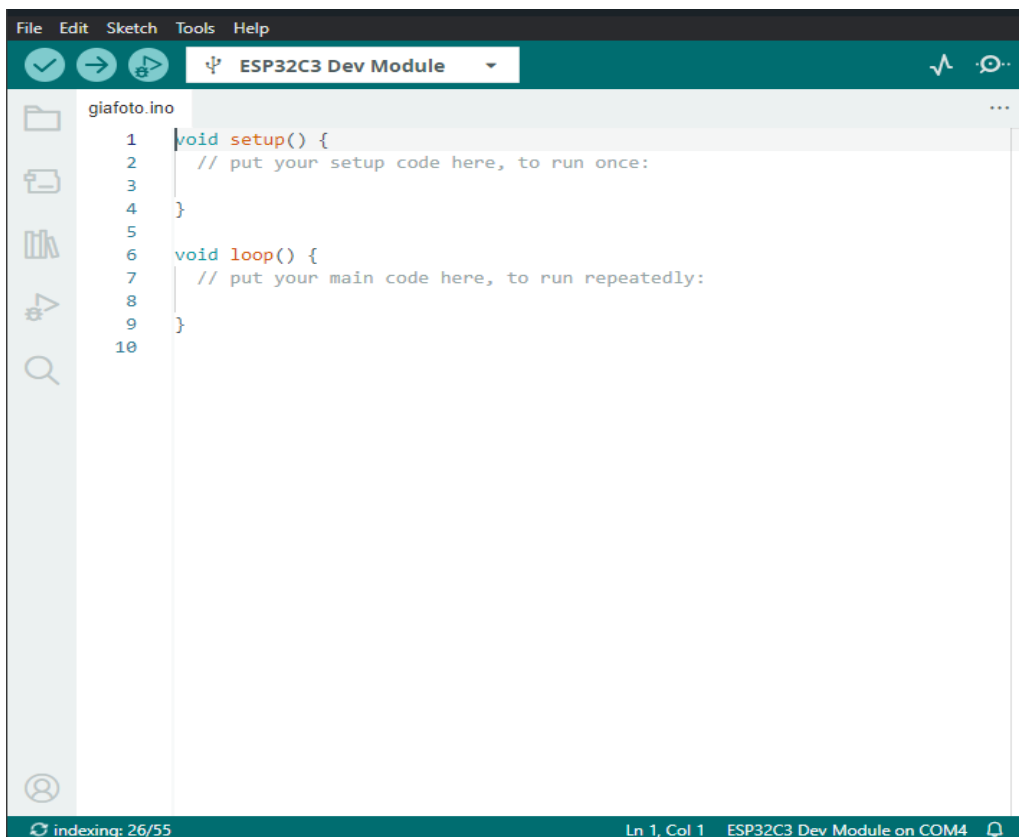 File Edit Sketch Tools Help
ESP32C3 Dev Module
giafoto.ino
...
1 void setup() {
2 // put your setup code here, to run once:
3
4 }
5
6 void loop() {
7 // put your main code here, to run repeatedly:
8
9 }
10
indexing: 26/55 Ln 1, Col 1 ESP32C3 Dev Module on COM4